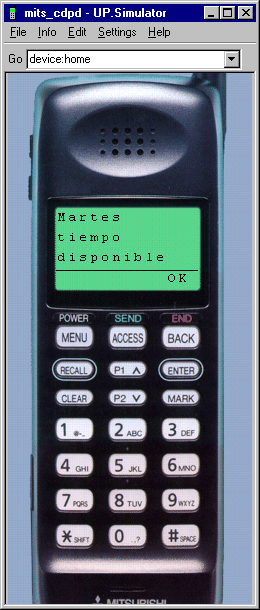 mits_cdpd - UP.Simulator
File Info Edit Settings Help
Go device:home
Martes
tiempo
disponible
OK
POWER SEND END
MENU ACCESS BACK
RECALL P1 ∧ ENTER
CLEAR P2 ∨ MARK
1 @-_ 2 ABC 3 DEF
4 GHI 5 JKL 6 MNO
7 PQRS 8 TUV 9 WXYZ
* SHIFT 0 ..? # SPACE
MITSUBISHI